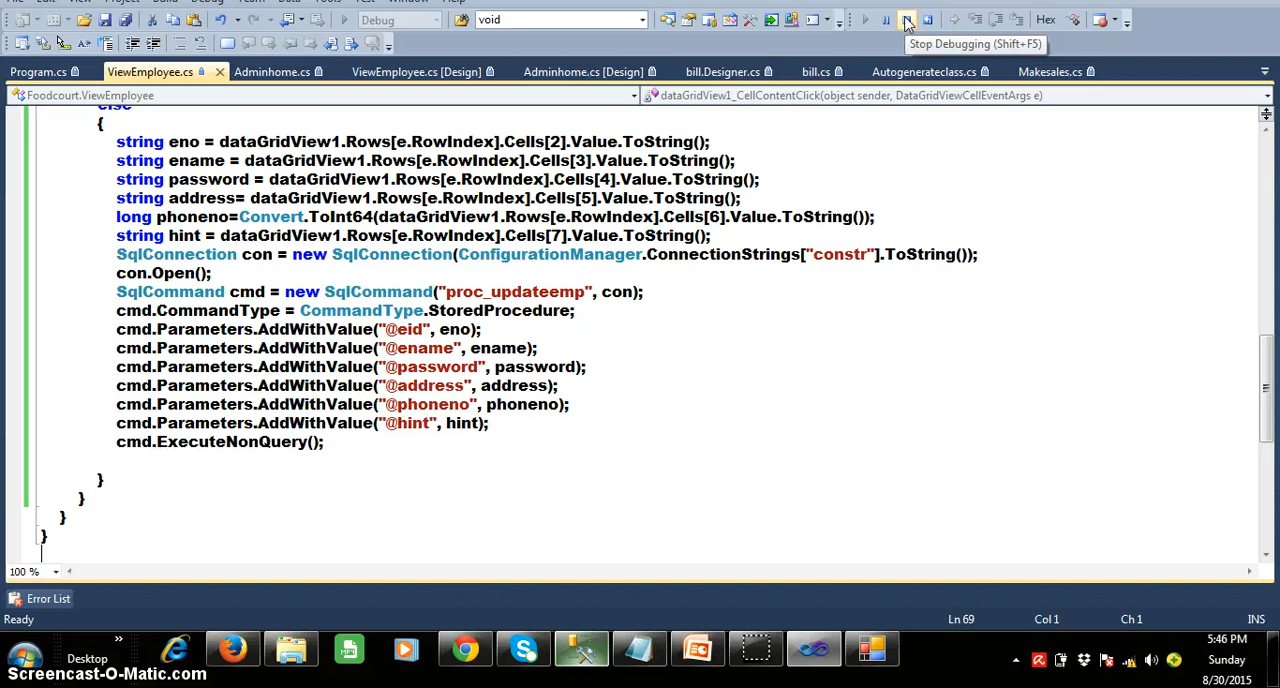 Debug
void
Hex
Stop Debugging (Shift+F5)
Program.cs
ViewEmployee.cs
Adminhome.cs
ViewEmployee.cs [Design]
Adminhome.cs [Design]
bill.Designer.cs
bill.cs
Autogenerateclass.cs
Makesales.cs
Foodcourt.ViewEmployee
dataGridView1_CellContentClick(object sender, DataGridViewCellEventArgs e)
else
{
string eno = dataGridView1.Rows[e.RowIndex].Cells[2].Value.ToString();
string ename = dataGridView1.Rows[e.RowIndex].Cells[3].Value.ToString();
string password = dataGridView1.Rows[e.RowIndex].Cells[4].Value.ToString();
string address= dataGridView1.Rows[e.RowIndex].Cells[5].Value.ToString();
long phoneno=Convert.ToInt64(dataGridView1.Rows[e.RowIndex].Cells[6].Value.ToString());
string hint = dataGridView1.Rows[e.RowIndex].Cells[7].Value.ToString();
SqlConnection con = new SqlConnection(ConfigurationManager.ConnectionStrings["constr"].ToString());
con.Open();
SqlCommand cmd = new SqlCommand("proc_updateemp", con);
cmd.CommandType = CommandType.StoredProcedure;
cmd.Parameters.AddWithValue("@eid", eno);
cmd.Parameters.AddWithValue("@ename", ename);
cmd.Parameters.AddWithValue("@password", password);
cmd.Parameters.AddWithValue("@address", address);
cmd.Parameters.AddWithValue("@phoneno", phoneno);
cmd.Parameters.AddWithValue("@hint", hint);
cmd.ExecuteNonQuery();
}
}
}
}
100 %
Error List
Ready
Ln 69
Col 1
Ch 1
INS
Desktop
»
5:46 PM
Sunday
8/30/2015
Screencast-O-Matic.com